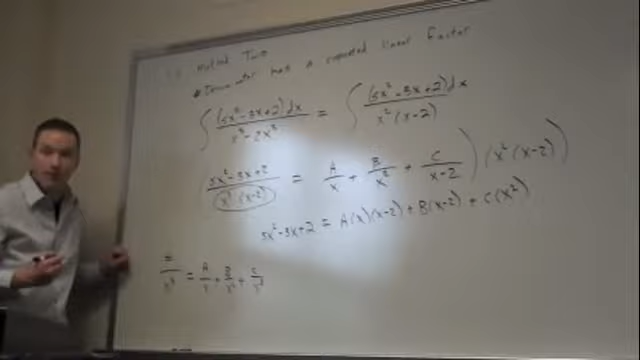 Method Two
* Denominator has a repeated linear Factor
∫ (5x²-3x+2)dx / x³-2x² = ∫ (5x²-3x+2)dx / x²(x-2)
5x²-3x+2 / x²(x-2) = A/x + B/x² + C/x-2 ) (x²(x-2))
5x²-3x+2 = A(x)(x-2) + B(x-2) + C(x²)
= A/x + B/x² + C/x³